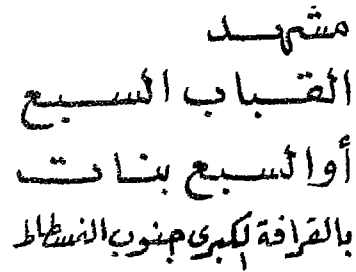 مشهد
القباب السبع
أو السبع بنات
بالقرافة الكبرى جنوب الفسطاط